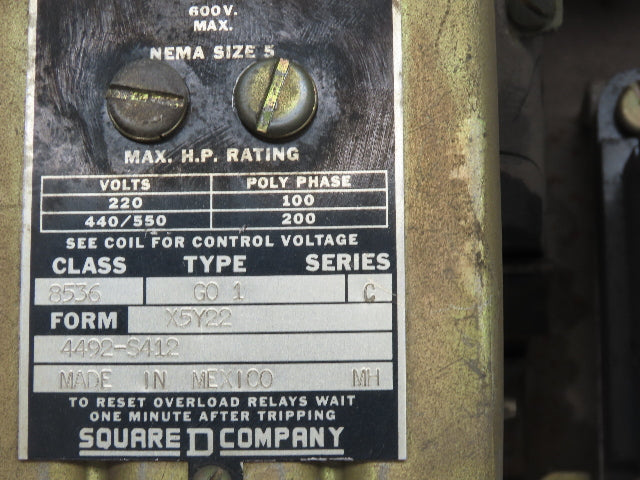 600V.
MAX.
NEMA SIZE 5
MAX. H.P. RATING
VOLTS POLY PHASE
220 100
440/550 200
SEE COIL FOR CONTROL VOLTAGE
CLASS TYPE SERIES
8536 GO 1 C
FORM X5Y22
4492-S412
MADE IN MEXICO MH
TO RESET OVERLOAD RELAYS WAIT
ONE MINUTE AFTER TRIPPING
SQUARE D COMPANY